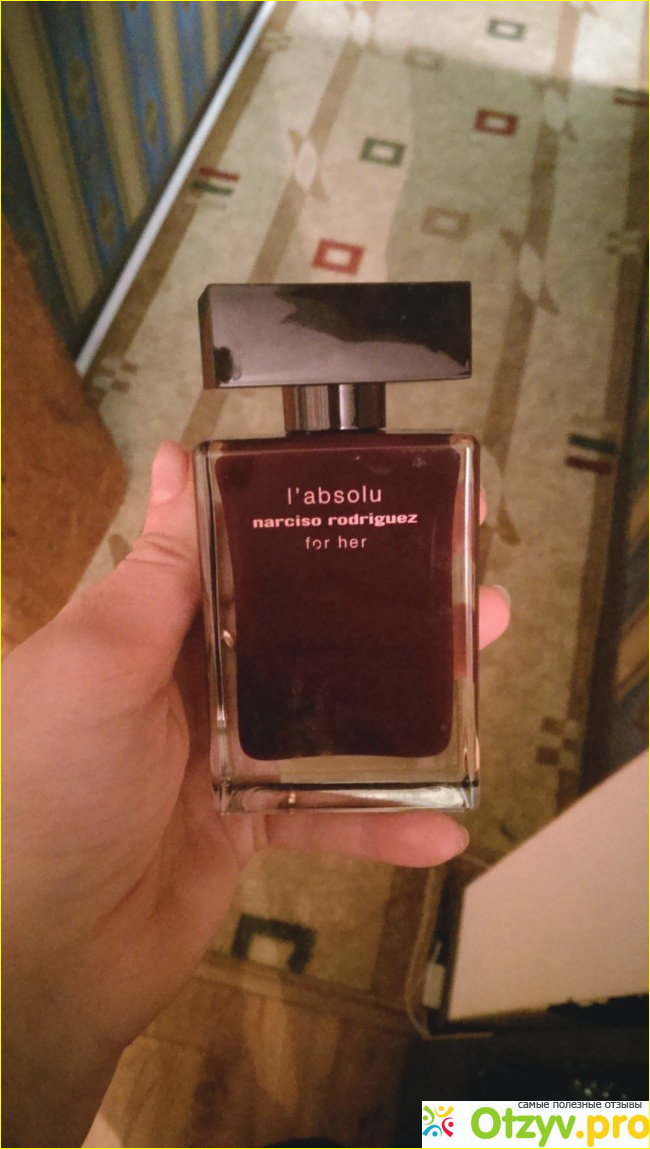 l'absolu
narciso rodriguez
for her
самые полезные отзывы
Otzyv.pro